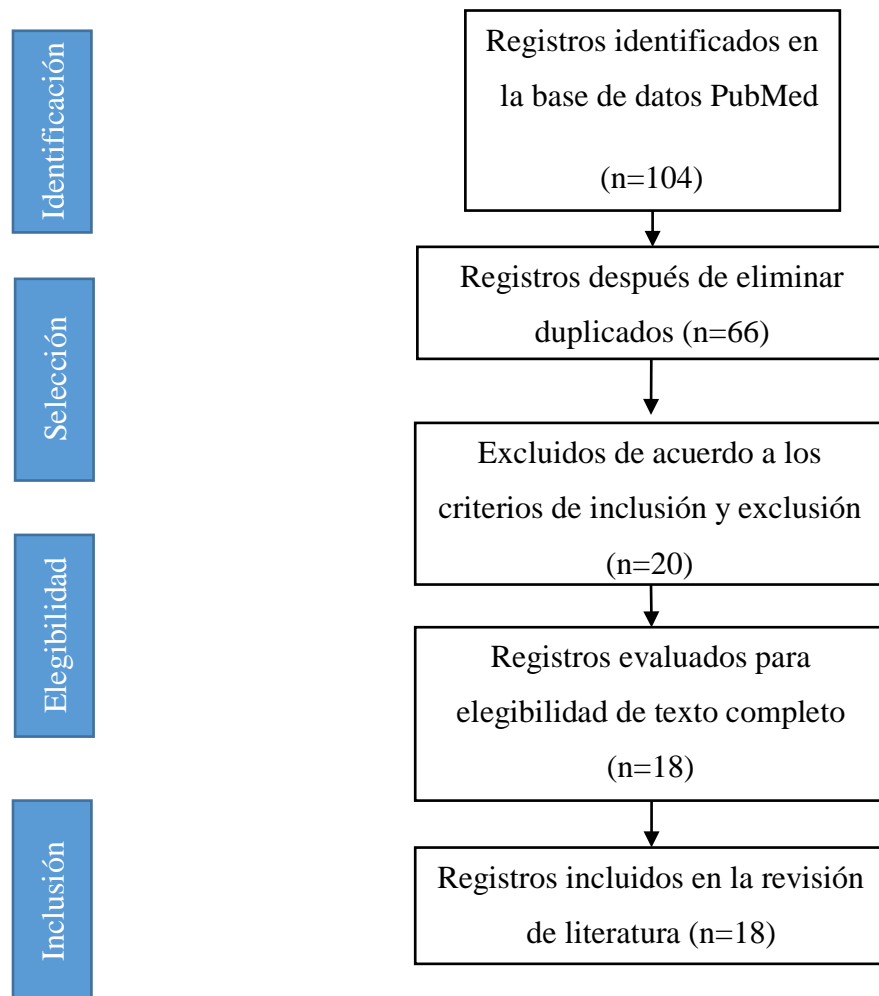 Identificación
Registros identificados en
la base de datos PubMed
(n=104)
Selección
Registros después de eliminar
duplicados (n=66)
Excluidos de acuerdo a los
criterios de inclusión y exclusión
(n=20)
Elegibilidad
Registros evaluados para
elegibilidad de texto completo
(n=18)
Inclusión
Registros incluidos en la revisión
de literatura (n=18)